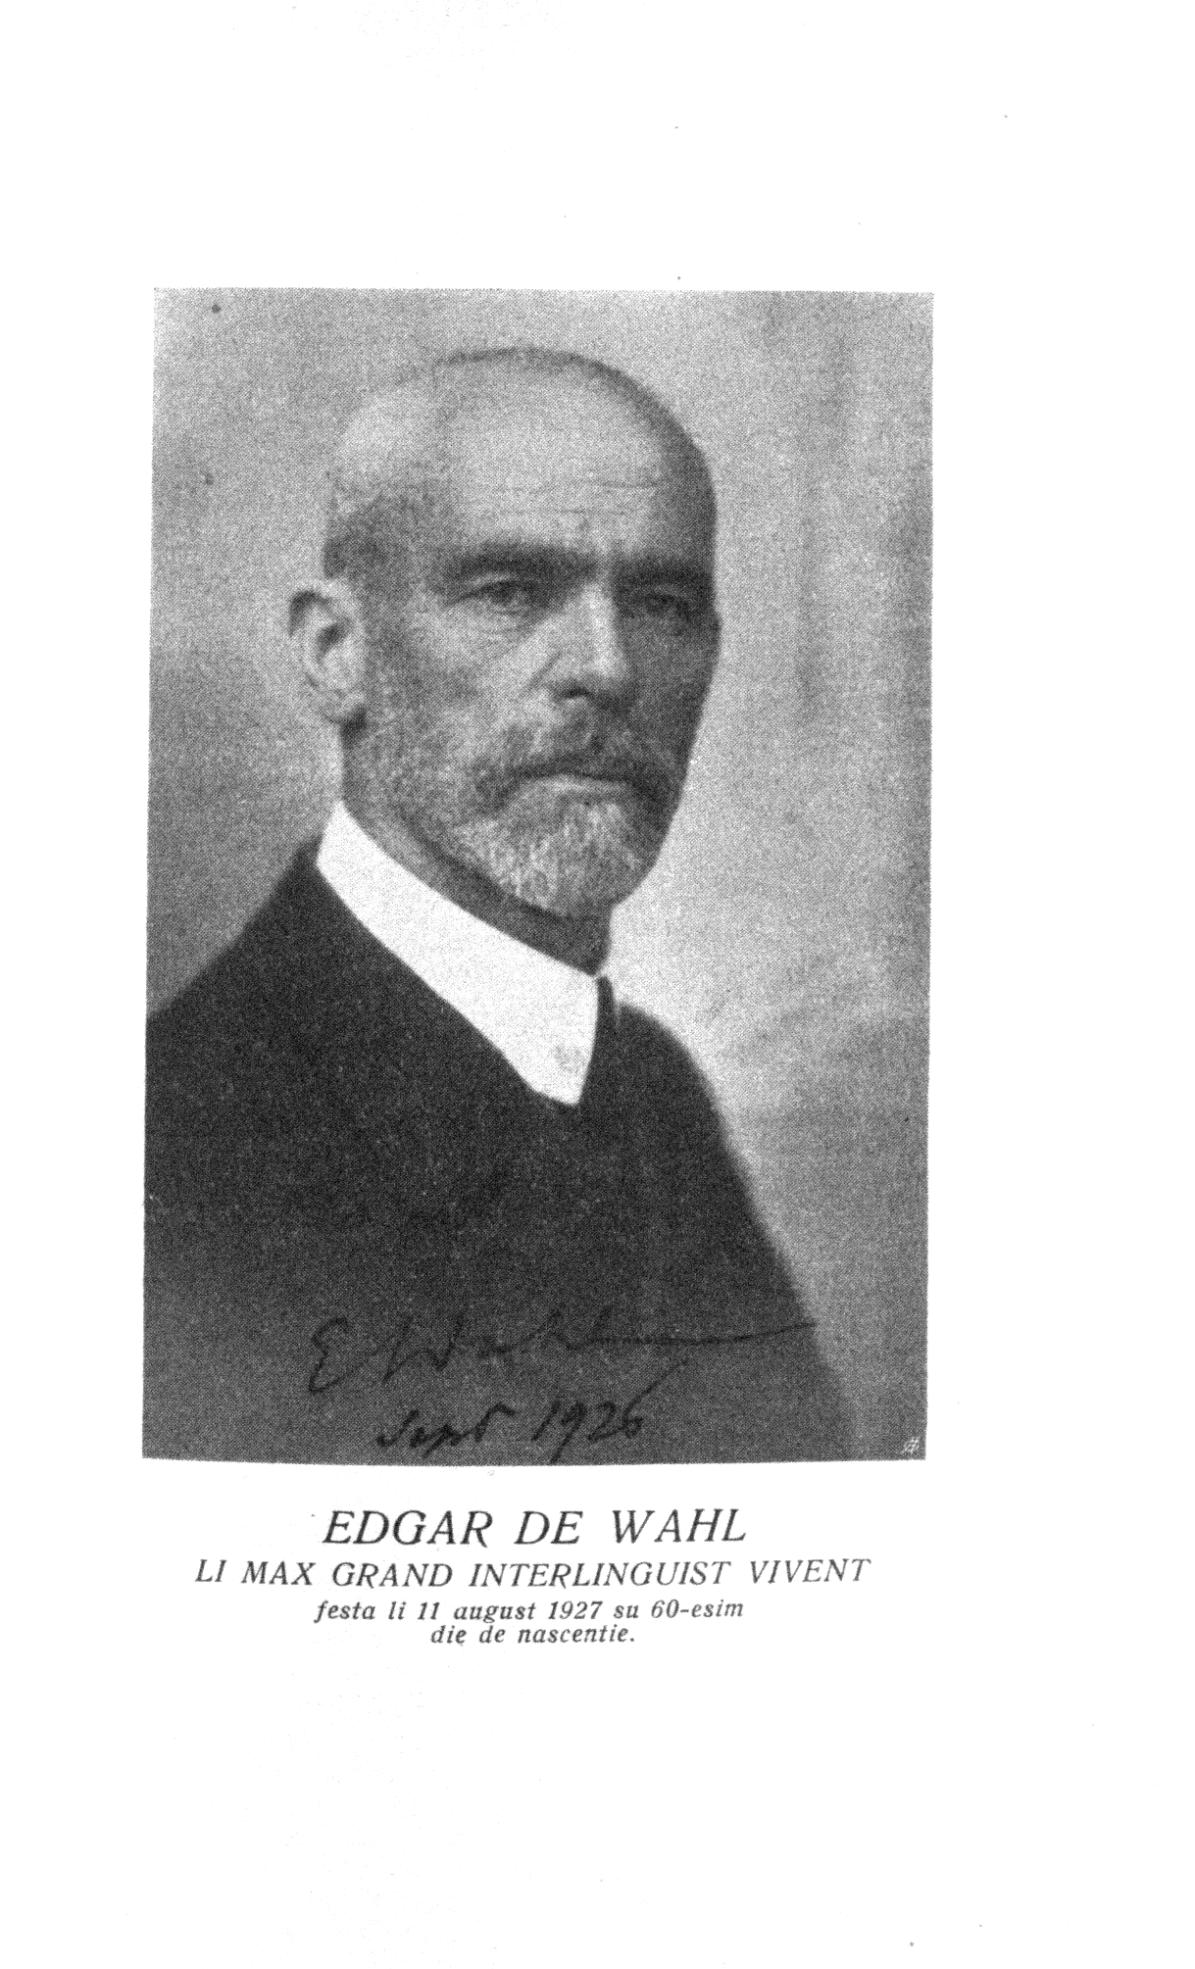 E Wahl
Sept 1926
EDGAR DE WAHL
LI MAX GRAND INTERLINGUIST VIVENT
festa li 11 august 1927 su 60-esim
die de nascentie.